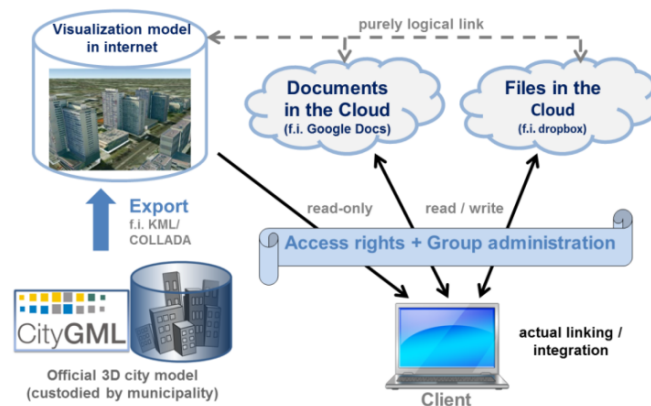 Visualization model
in internet
purely logical link
Documents
in the Cloud
(f.i. Google Docs)
Files in the
Cloud
(f.i. dropbox)
Export
f.i. KML/
COLLADA
read-only
read / write
Access rights + Group administration
CityGML
Official 3D city model
(custodied by municipality)
actual linking /
integration
Client